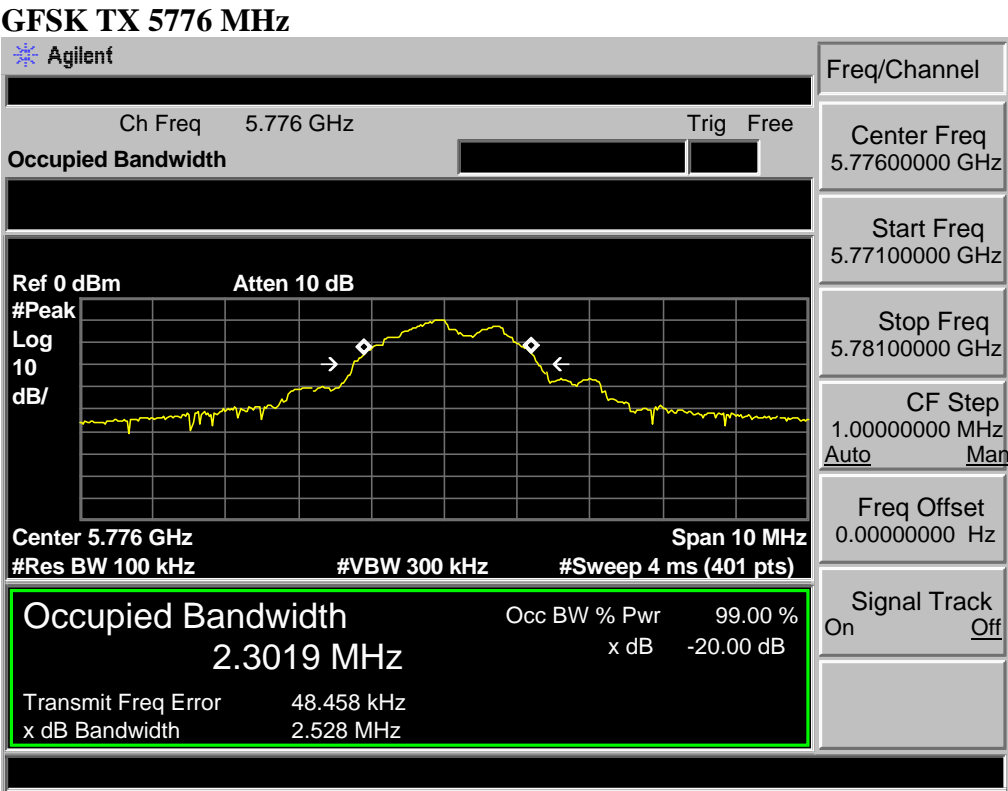 GFSK TX 5776 MHz
Agilent
Freq/Channel
Ch Freq 5.776 GHz Trig Free
Occupied Bandwidth
Center Freq
5.77600000 GHz
Start Freq
5.77100000 GHz
Stop Freq
5.78100000 GHz
CF Step
1.00000000 MHz
Auto Man
Freq Offset
0.00000000 Hz
Signal Track
On Off
Ref 0 dBm Atten 10 dB
#Peak
Log
10
dB/
Center 5.776 GHz Span 10 MHz
#Res BW 100 kHz #VBW 300 kHz #Sweep 4 ms (401 pts)
Occupied Bandwidth Occ BW % Pwr 99.00 %
2.3019 MHz x dB -20.00 dB
Transmit Freq Error 48.458 kHz
x dB Bandwidth 2.528 MHz